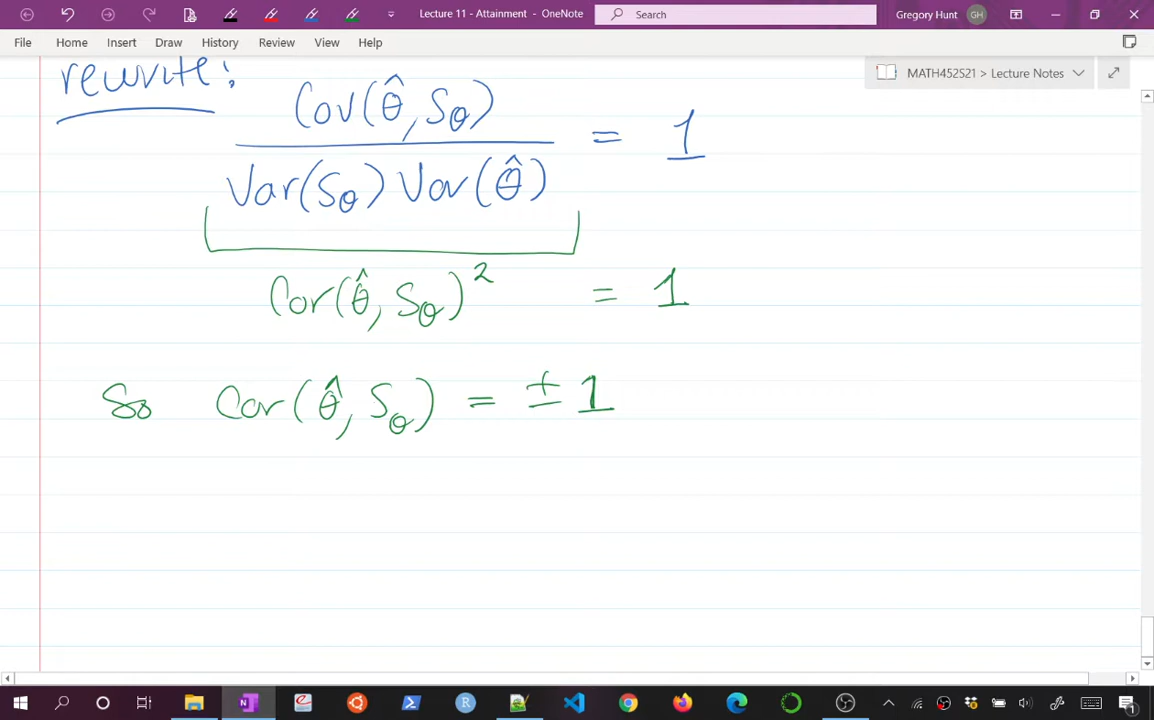 Lecture 11 - Attainment - OneNote
Search
Gregory Hunt GH
File Home Insert Draw History Review View Help
MATH452S21 > Lecture Notes
rewrite:
Cov(θ̂, Sθ) / Var(Sθ) Var(θ̂) = 1
Cor(θ̂, Sθ)² = 1
So Cor(θ̂, Sθ) = ± 1